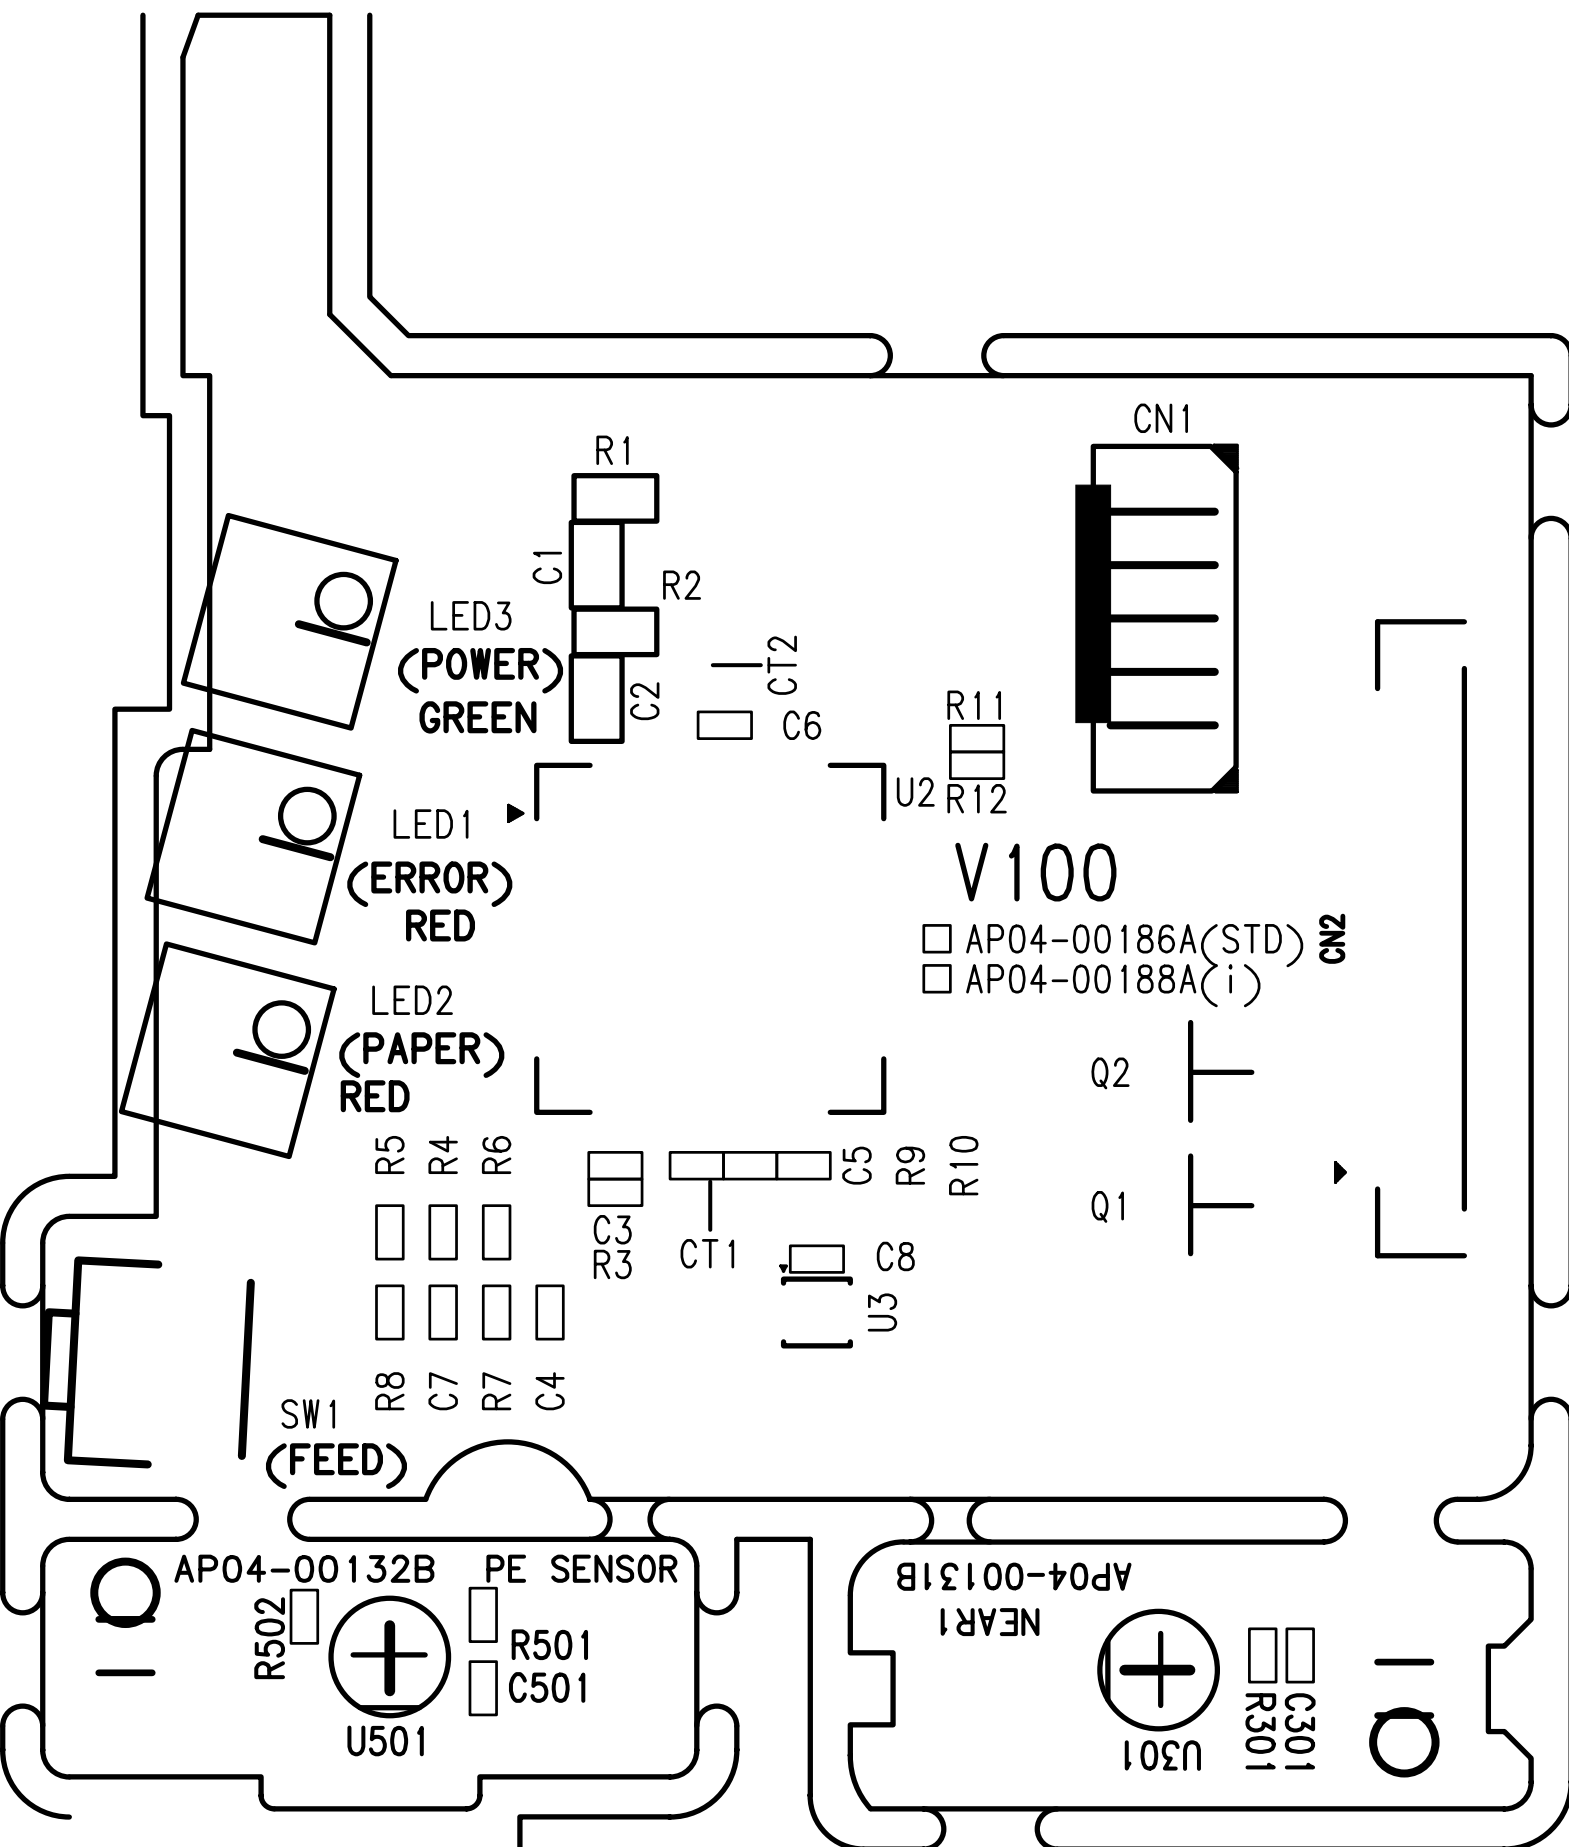 CN1
R1
C1
R2
LED3
(POWER)
GREEN
CT2
C2
C6
R11
U2
R12
LED1
(ERROR)
RED
V100
AP04-00186A(STD)
AP04-00188A(i)
CN2
LED2
(PAPER)
RED
Q2
R5
R4
R6
C5
R9
R10
Q1
C3
R3
CT1
C8
U3
R8
C7
R7
C4
SW1
(FEED)
AP04-00132B
PE SENSOR
AP04-00131B
NEAR1
R502
R501
C501
U501
U301
R301
C301